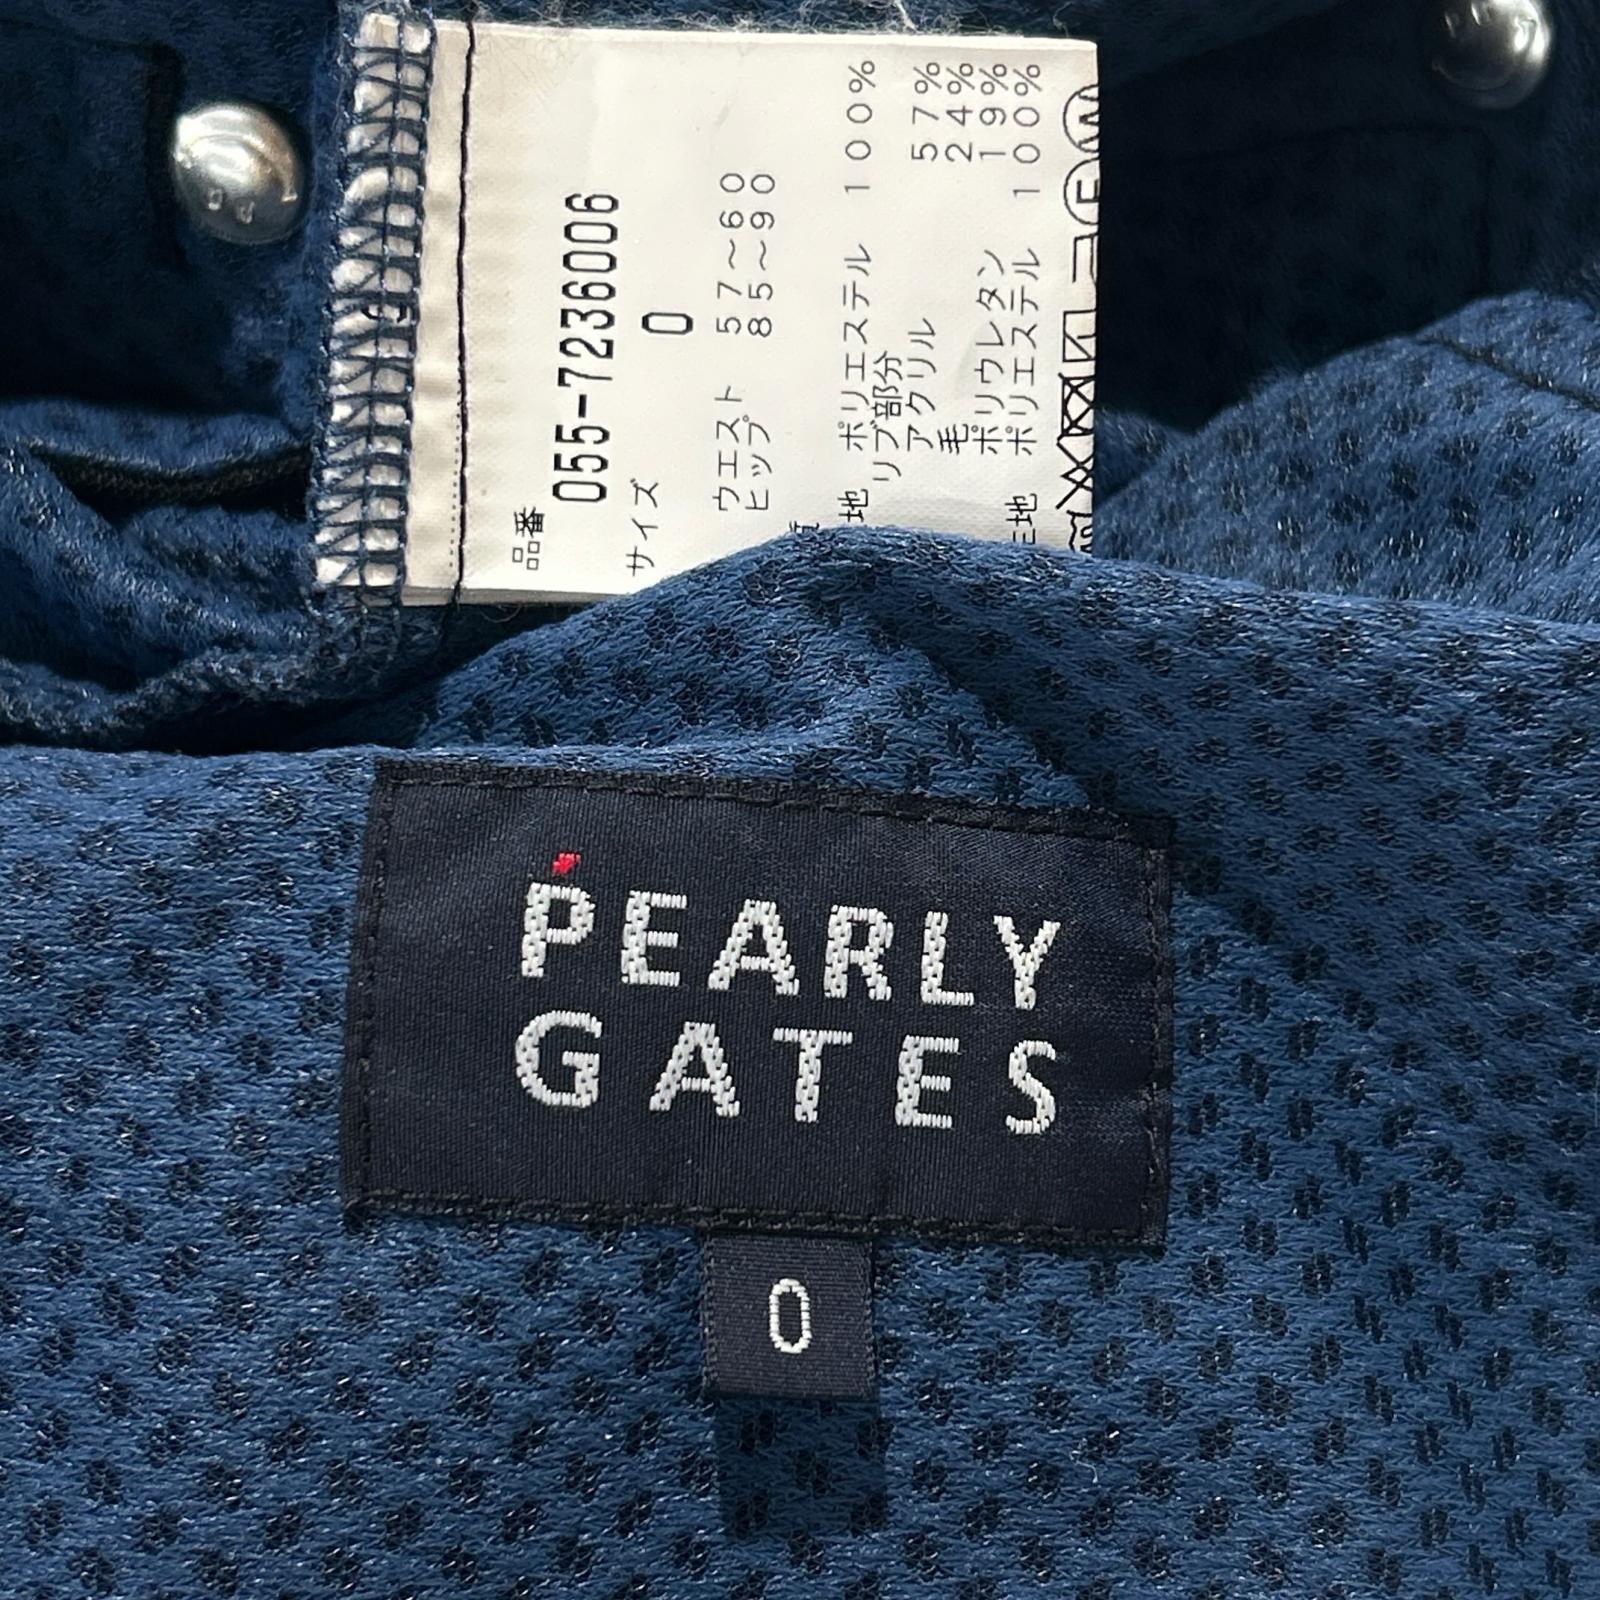 品番
055-7236006
サイズ
0
ウエスト 57～60
ヒップ 85～90
地 ポリエステル 100%
リブ部分
アクリル 57%
毛 24%
ポリウレタン 19%
地 ポリエステル 100%
PEARLY
GATES
0